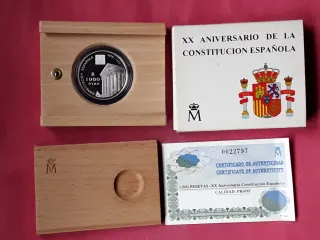 XX ANIVERSARIO DE LA
CONSTITUCION ESPAÑOLA
1000
PTAS
M
M
0022797
CERTIFICADO DE AUTENTICIDAD
CERTIFICATE OF AUTHENTICITY
1.000 PESETAS (XX Aniversario Constitución Española)
CALIDAD: PROOF